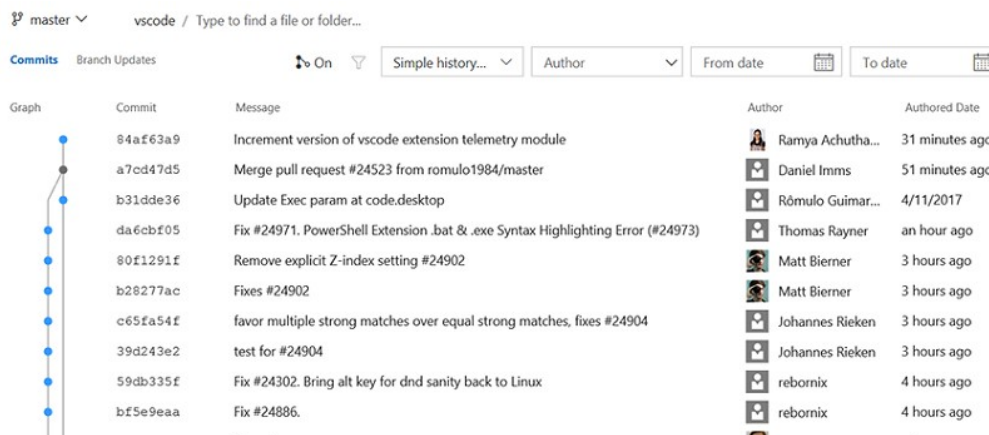 master
vscode / Type to find a file or folder...
Commits Branch Updates
On Simple history... Author From date To date
Graph Commit Message Author Authored Date
84af63a9 Increment version of vscode extension telemetry module Ramya Achutha... 31 minutes ago
a7cd47d5 Merge pull request #24523 from romulo1984/master Daniel Imms 51 minutes ago
b31dde36 Update Exec param at code.desktop Rômulo Guimar... 4/11/2017
da6cbf05 Fix #24971. PowerShell Extension .bat & .exe Syntax Highlighting Error (#24973) Thomas Rayner an hour ago
80f1291f Remove explicit Z-index setting #24902 Matt Bierner 3 hours ago
b28277ac Fixes #24902 Matt Bierner 3 hours ago
c65fa54f favor multiple strong matches over equal strong matches, fixes #24904 Johannes Rieken 3 hours ago
39d243e2 test for #24904 Johannes Rieken 3 hours ago
59db335f Fix #24302. Bring alt key for dnd sanity back to Linux rebornix 4 hours ago
bf5e9eaa Fix #24886. rebornix 4 hours ago